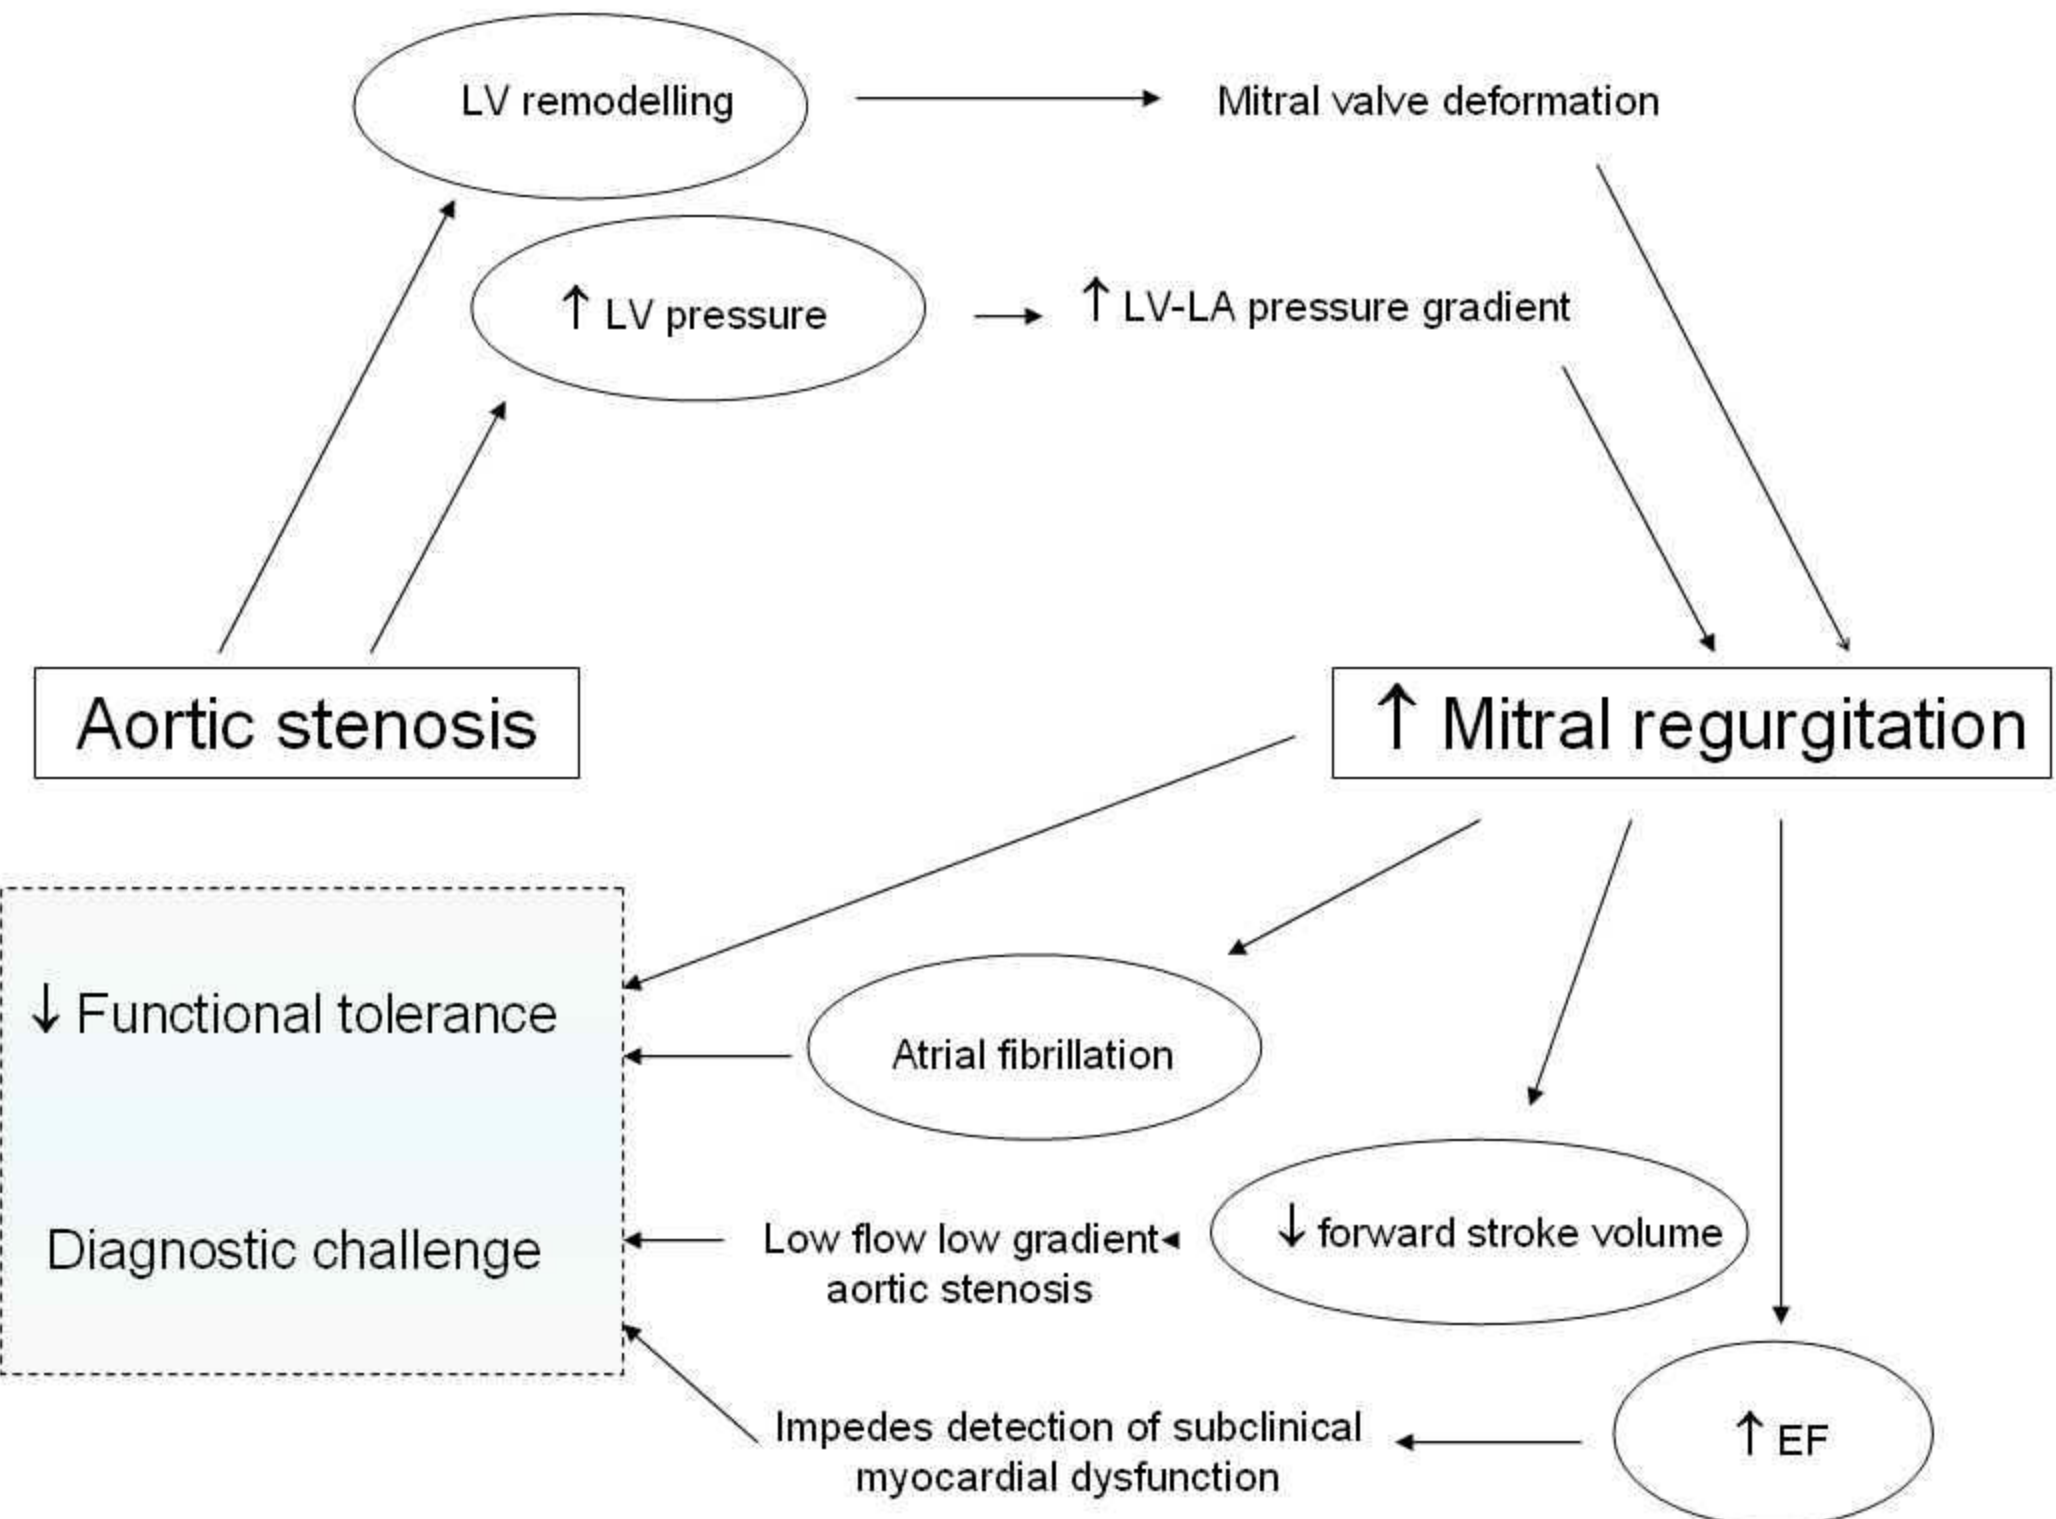 LV remodelling
Mitral valve deformation
↑ LV pressure
↑ LV-LA pressure gradient
Aortic stenosis
↑ Mitral regurgitation
↓ Functional tolerance
Atrial fibrillation
Diagnostic challenge
Low flow low gradient
aortic stenosis
↓ forward stroke volume
Impedes detection of subclinical
myocardial dysfunction
↑ EF